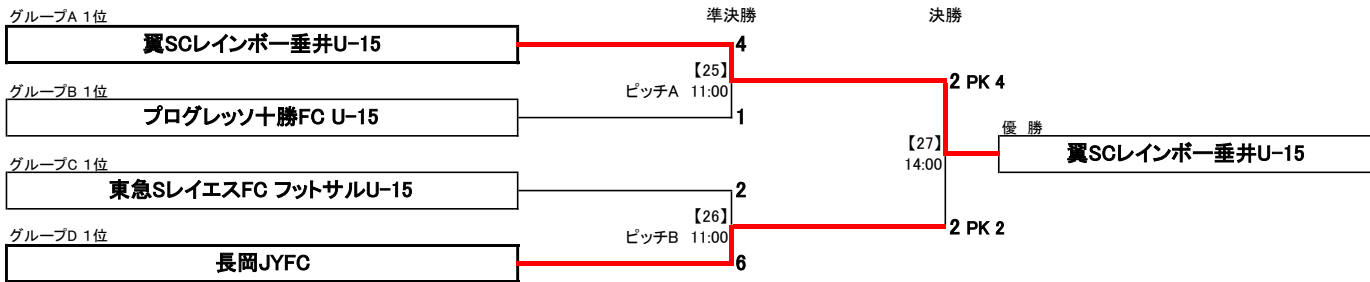 グループA 1位
準決勝
決勝
翼SCレインボー垂井U-15
4
【25】
ピッチA 11:00
2 PK 4
グループB 1位
プログレッソ十勝FC U-15
1
優 勝
【27】
14:00
翼SCレインボー垂井U-15
グループC 1位
東急SレイエスFC フットサルU-15
2
【26】
ピッチB 11:00
2 PK 2
グループD 1位
長岡JYFC
6